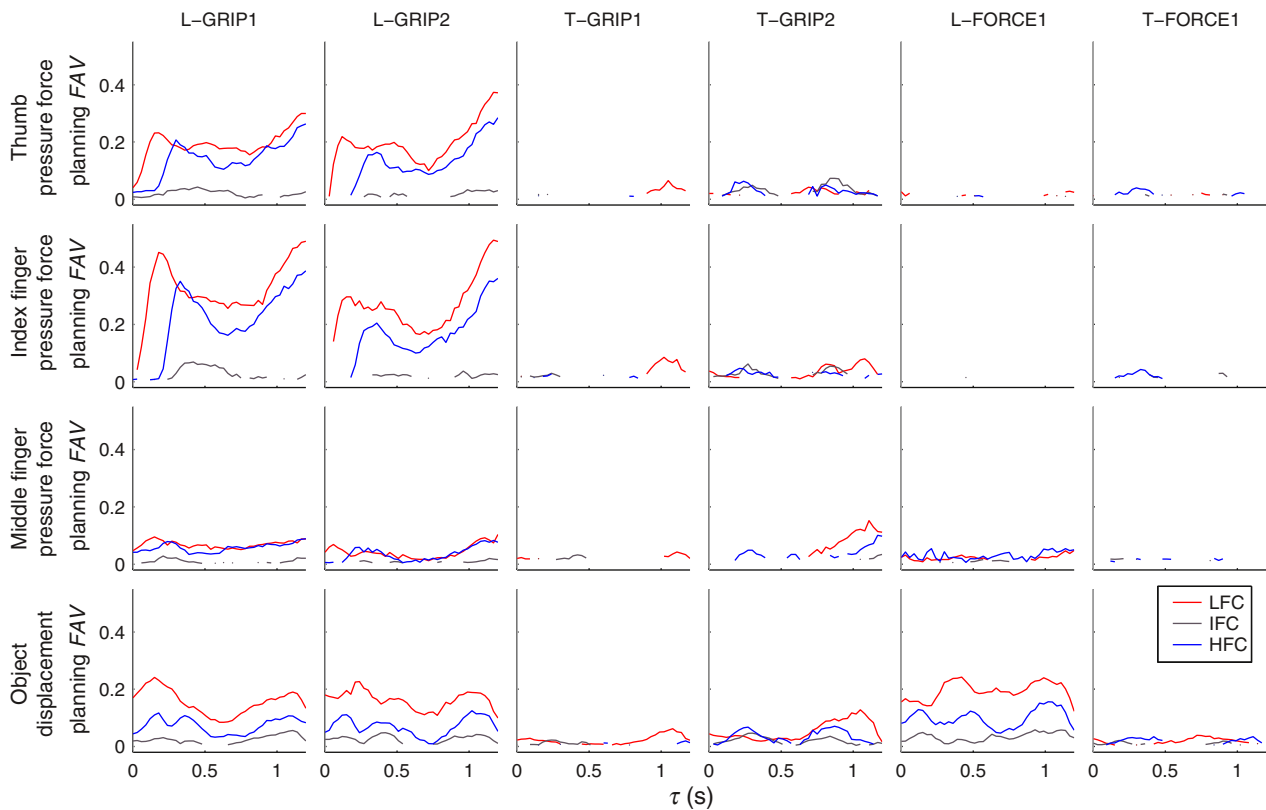 L−GRIP1 L−GRIP2 T−GRIP1 T−GRIP2 L−FORCE1 T−FORCE1
Thumb
pressure force
planning FAV
0.4
0.2
0
Index finger
pressure force
planning FAV
0.4
0.2
0
Middle finger
pressure force
planning FAV
0.4
0.2
0
LFC
IFC
HFC
Object
displacement
planning FAV
0.4
0.2
0
0 0.5 1 0 0.5 1 0 0.5 1 0 0.5 1 0 0.5 1 0 0.5 1
τ (s)